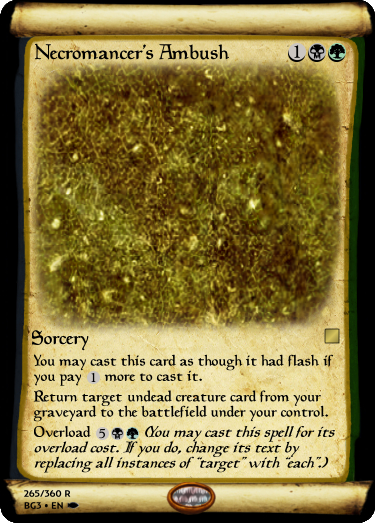 Necromancer's Ambush 1
Sorcery
You may cast this card as though it had flash if
you pay 1 more to cast it.
Return target undead creature card from your
graveyard to the battlefield under your control.
Overload 5 (You may cast this spell for its
overload cost. If you do, change its text by
replacing all instances of "target" with "each".)
265/360 R
BG3 • EN